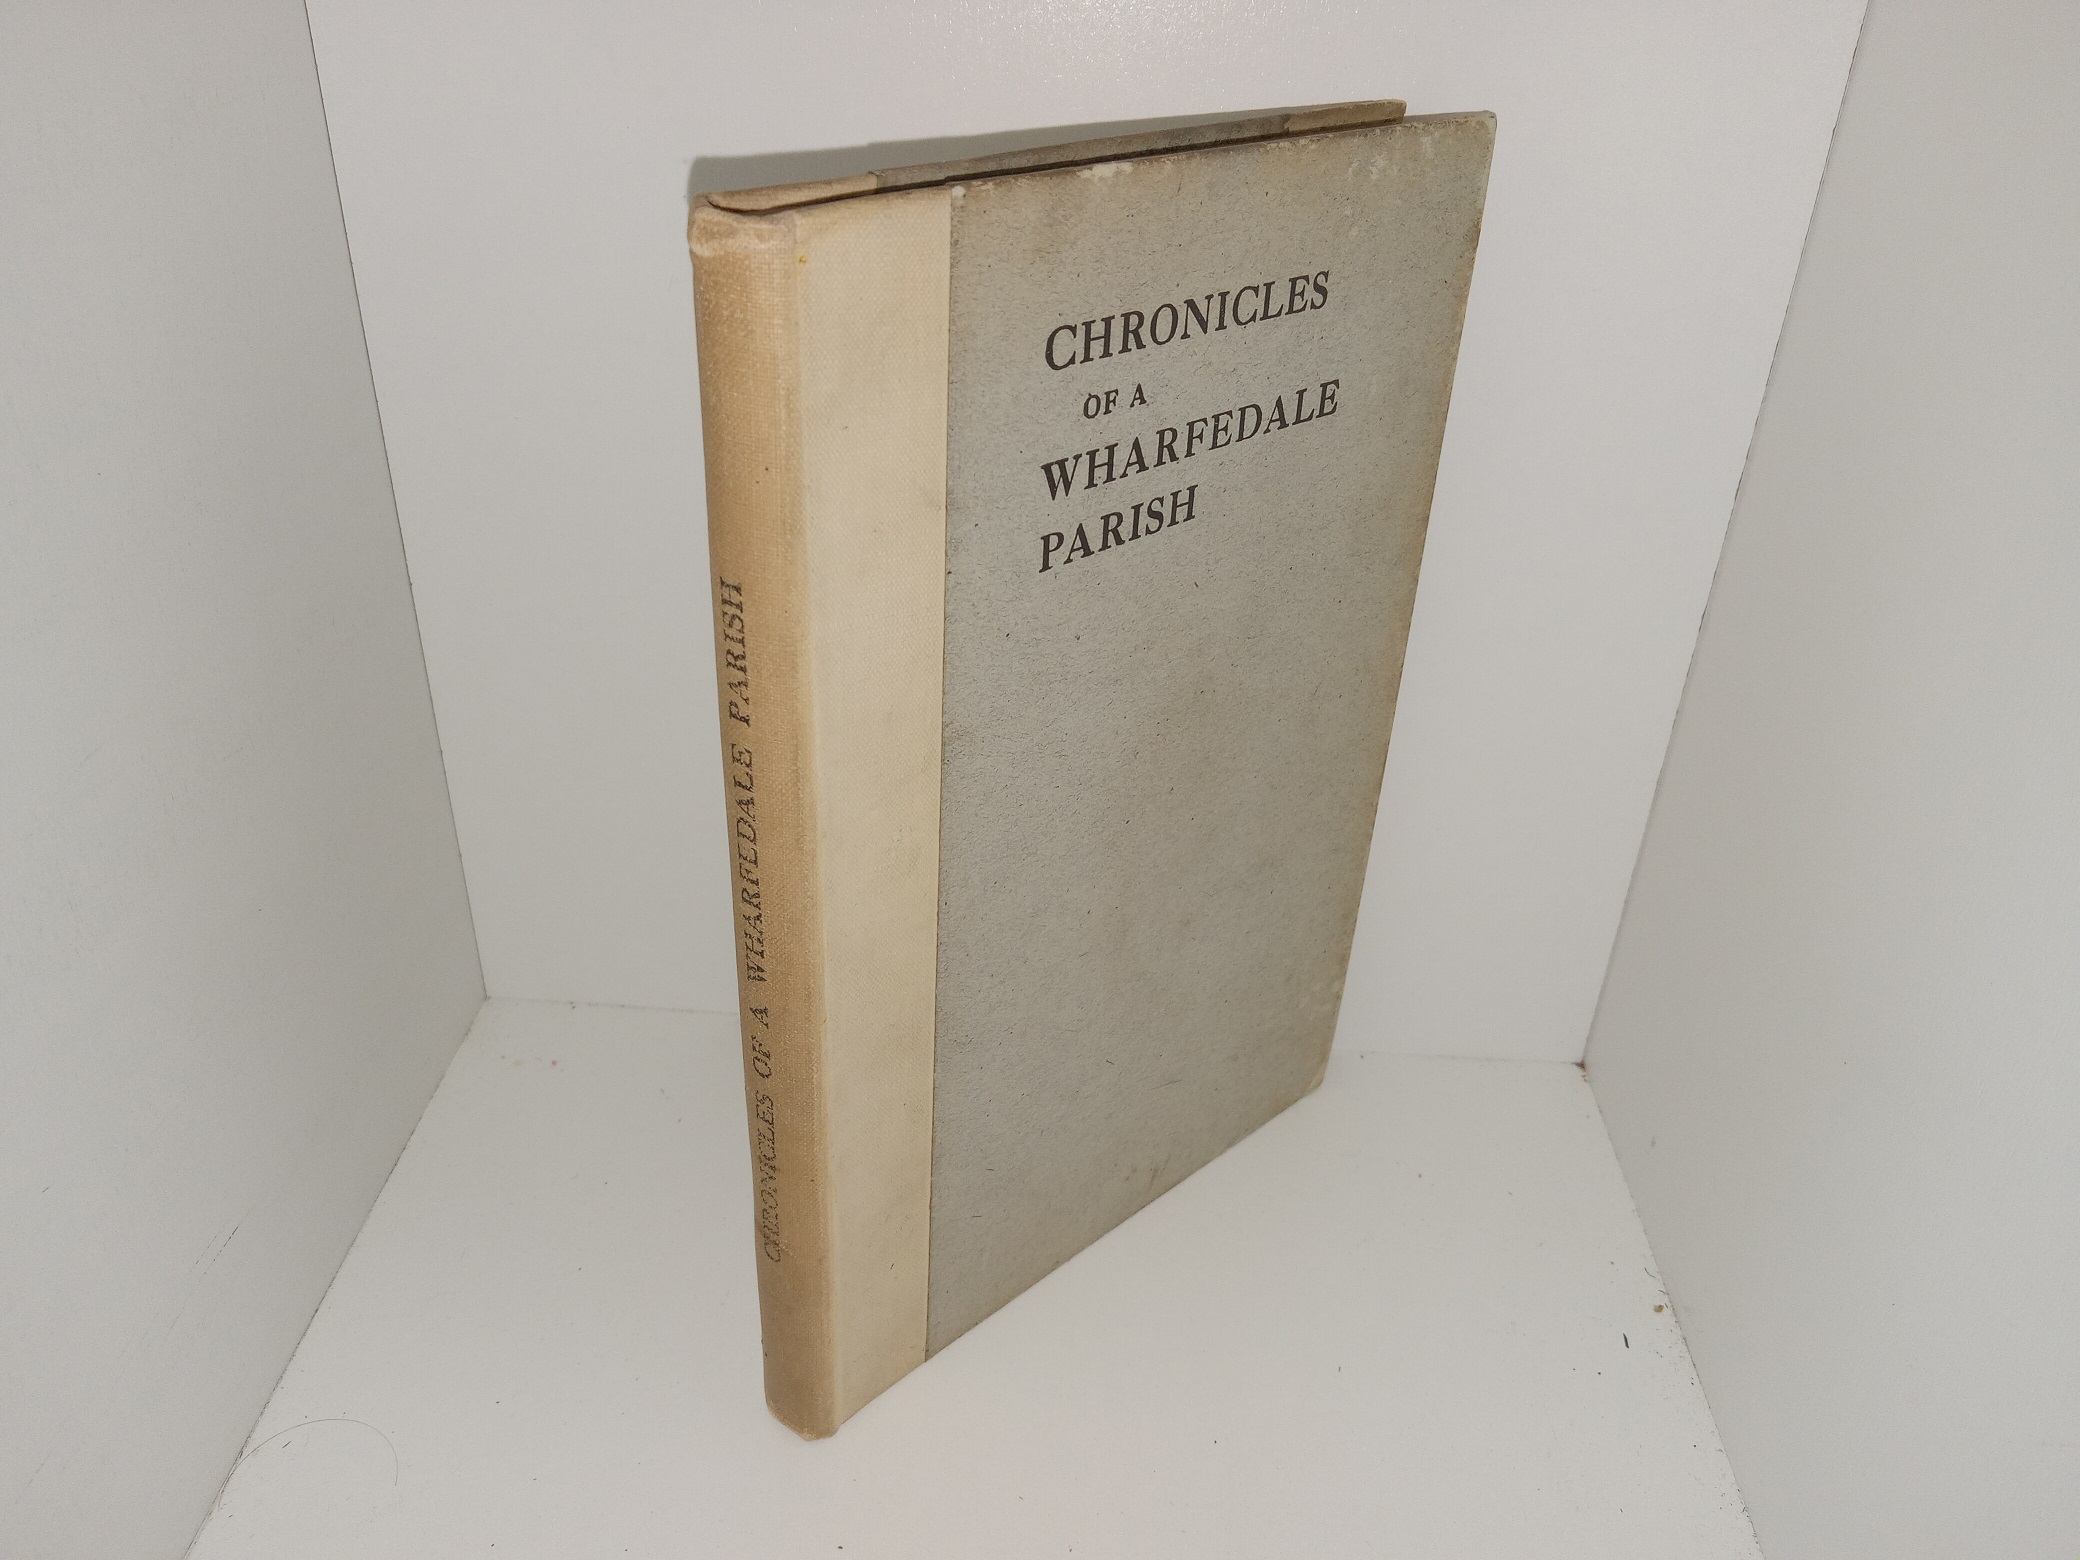 CHRONICLES
OF A
WHARFEDALE
PARISH
CHRONICLES OF A WHARFEDALE PARISH